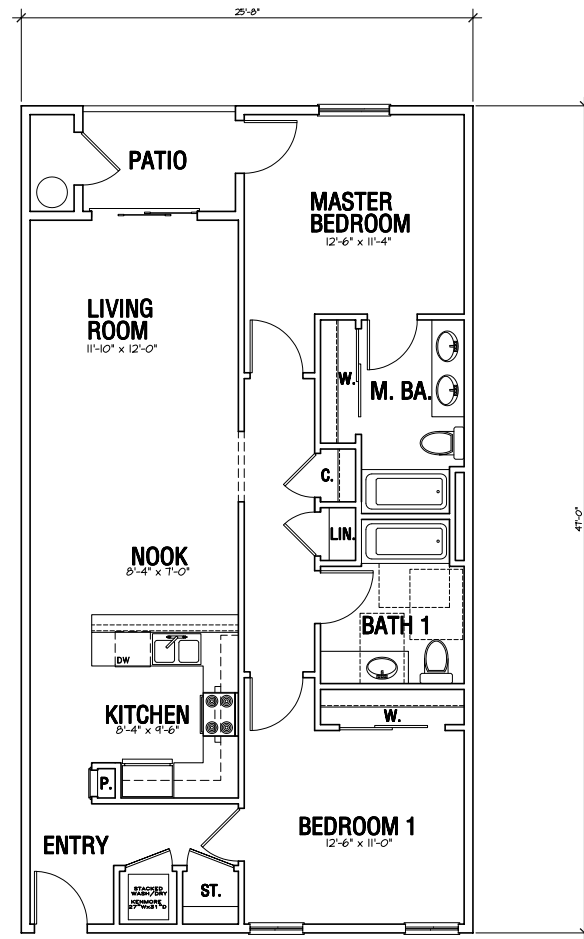 25'-8"
PATIO
MASTER
BEDROOM
12'-6" x 11'-4"
LIVING
ROOM
11'-10" x 12'-0"
W.
M. BA.
C.
LIN.
47'-0"
NOOK
8'-4" x 7'-0"
BATH 1
DW
KITCHEN
8'-4" x 9'-6"
W.
P.
BEDROOM 1
12'-6" x 11'-0"
ENTRY
STACKED
WASH/DRY
KENMORE
27"Wx31"D
ST.